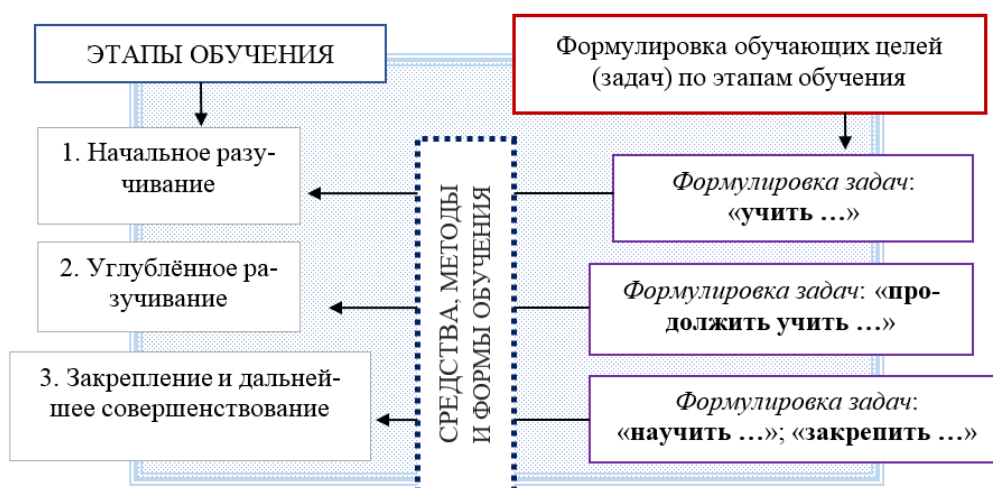 ЭТАПЫ ОБУЧЕНИЯ
Формулировка обучающих целей
(задач) по этапам обучения
1. Начальное разу-
чивание
2. Углублённое ра-
зучивание
3. Закрепление и дальней-
шее совершенствование
СРЕДСТВА, МЕТОДЫ
И ФОРМЫ ОБУЧЕНИЯ
Формулировка задач:
«учить …»
Формулировка задач: «про-
должить учить …»
Формулировка задач:
«научить …»; «закрепить …»